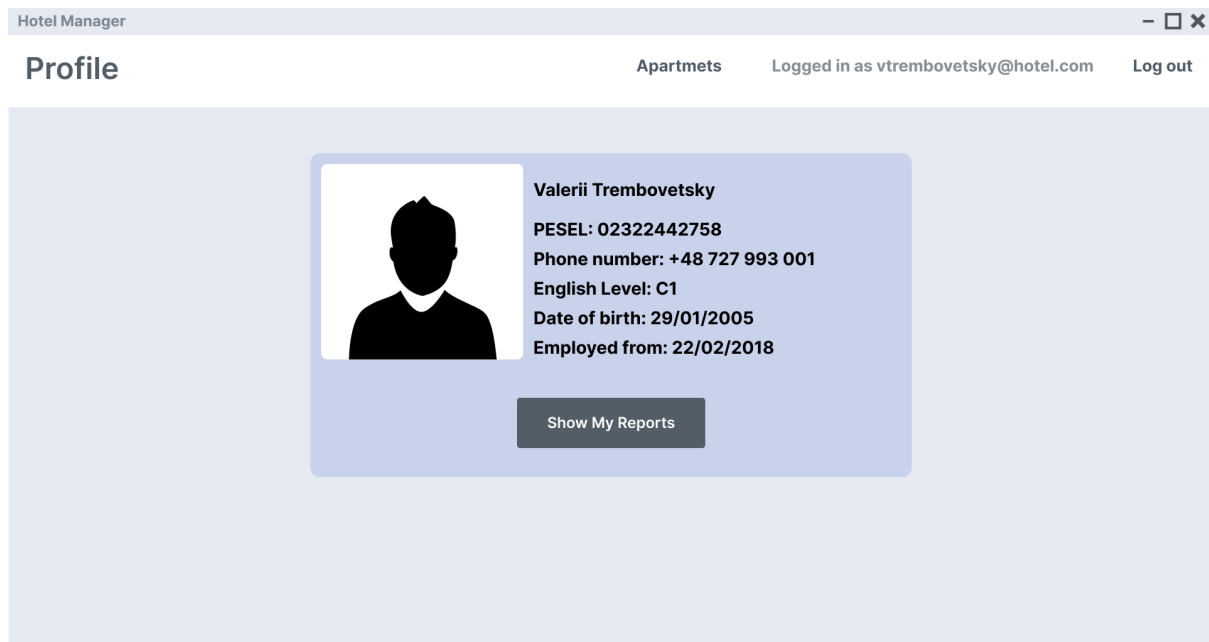 Hotel Manager
Profile
Apartmets
Logged in as vtrembovetsky@hotel.com
Log out
Valerii Trembovetsky
PESEL: 02322442758
Phone number: +48 727 993 001
English Level: C1
Date of birth: 29/01/2005
Employed from: 22/02/2018
Show My Reports